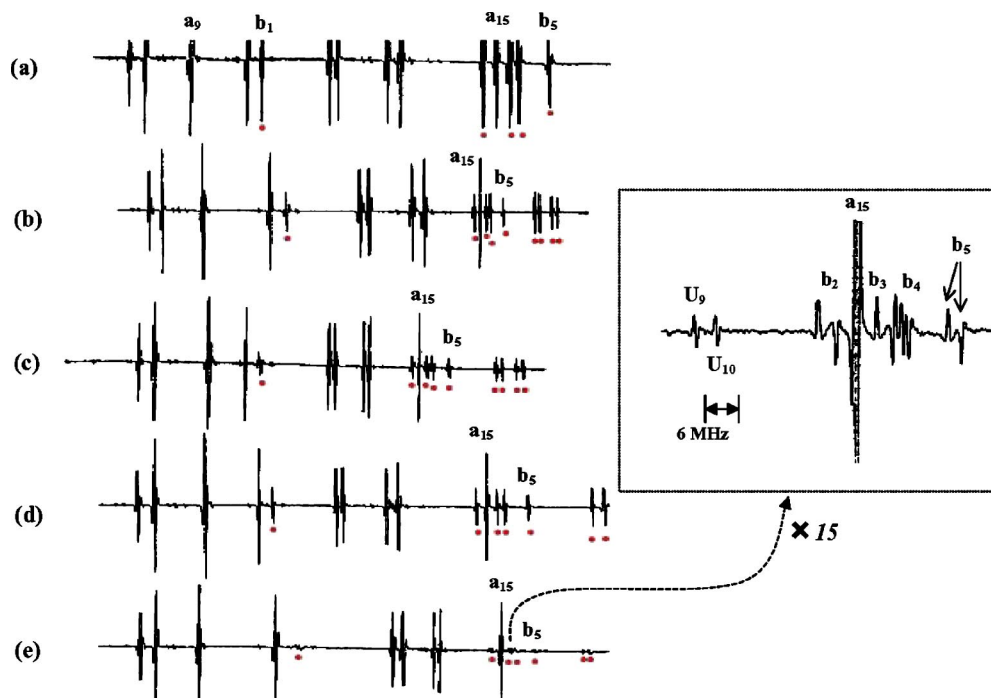 a₉ b₁ a₁₅ b₅
(a)
a₁₅ b₅
(b)
a₁₅ b₅
(c)
a₁₅ b₅
(d)
a₁₅ b₅
(e)
a₁₅
b₂ b₃ b₄ b₅
U₉
U₁₀
6 MHz
× 15